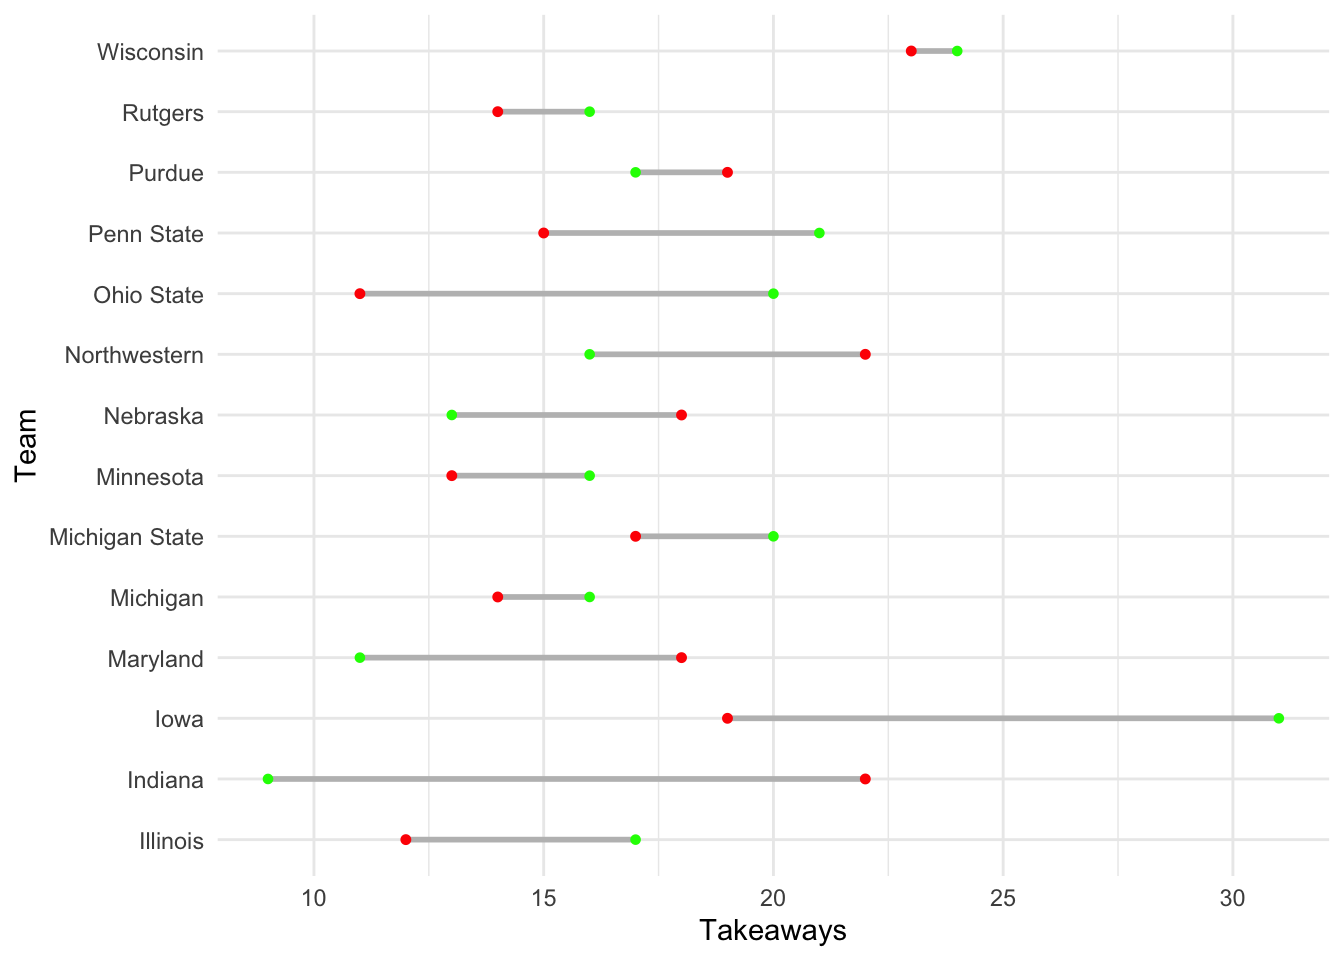 Wisconsin
Rutgers
Purdue
Penn State
Ohio State
Northwestern
Nebraska
Minnesota
Michigan State
Michigan
Maryland
Iowa
Indiana
Illinois
Team
10 15 20 25 30
Takeaways